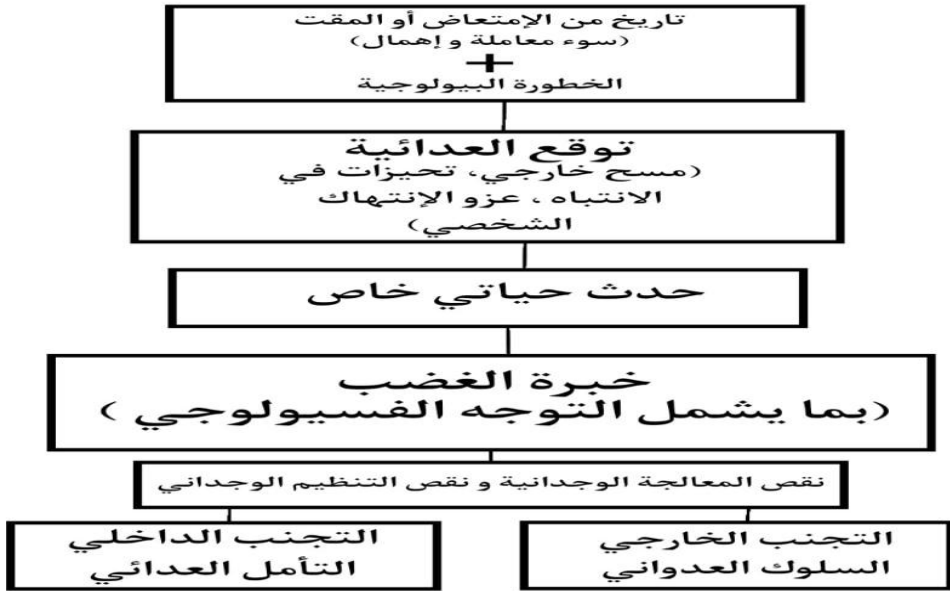 تاريخ من الإمتعاض أو المقت
(سوء معاملة و إهمال)
+
الخطورة البيولوجية
توقع العدائية
(مسح خارجي، تحيزات في
الانتباه ، عزو الإنتهاك
الشخصي)
حدث حياتي خاص
خبرة الغضب
(بما يشمل التوجه الفسيولوجي )
نقص المعالجة الوجدانية و نقص التنظيم الوجداني
التجنب الخارجي
السلوك العدواني
التجنب الداخلي
التأمل العدائي